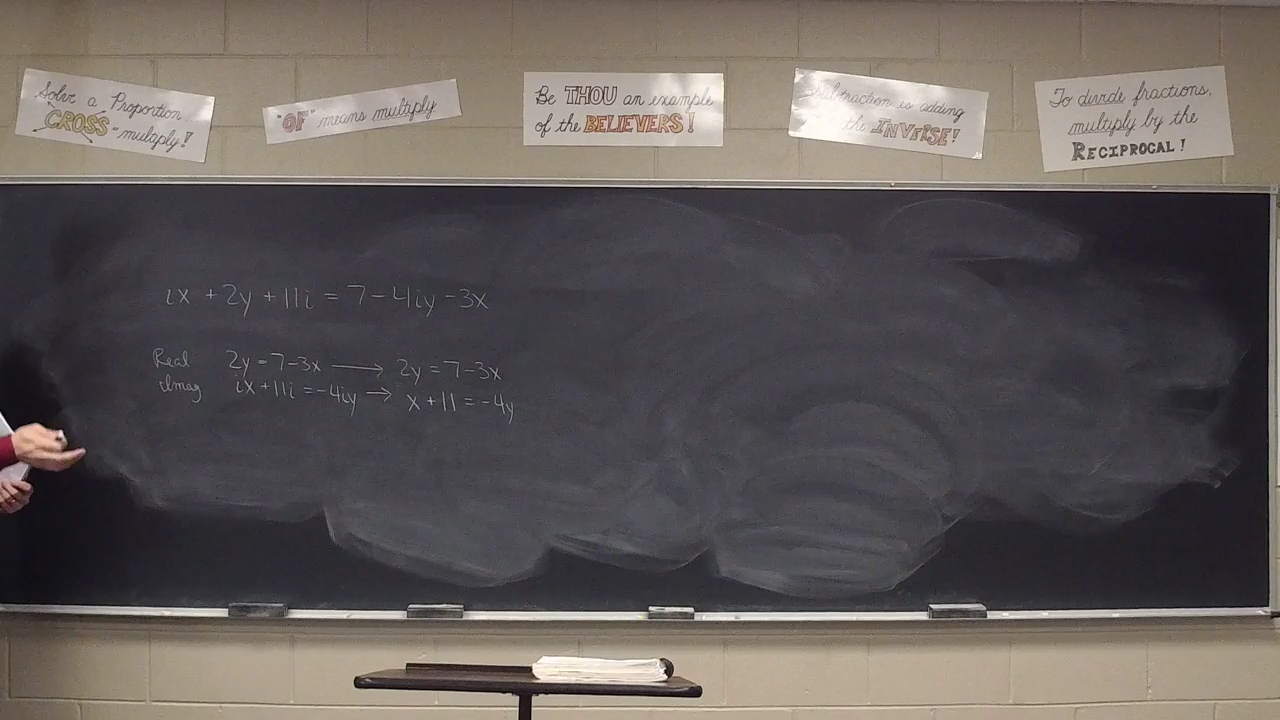 Solve a Proportion,
CROSS-multiply!
"OF" means multiply
Be THOU an example
of the BELIEVERS!
Subtraction is adding
the INVERSE!
To divide fractions,
multiply by the
RECIPROCAL!
ix + 2y + 11i = 7 - 4iy - 3x
Real 2y = 7 - 3x → 2y = 7 - 3x
Imag ix + 11i = -4iy → x + 11 = -4y